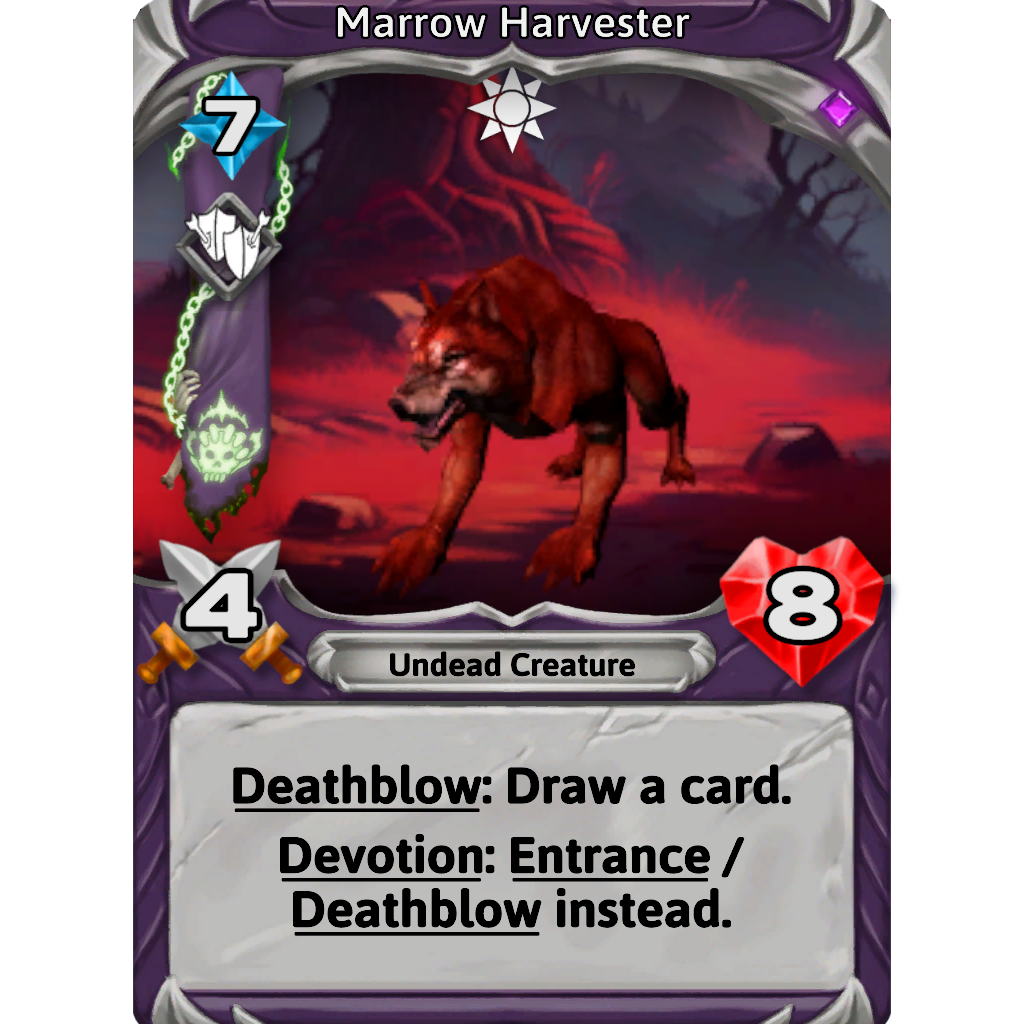 Marrow Harvester
7
4
8
Undead Creature
Deathblow: Draw a card.
Devotion: Entrance /
Deathblow instead.